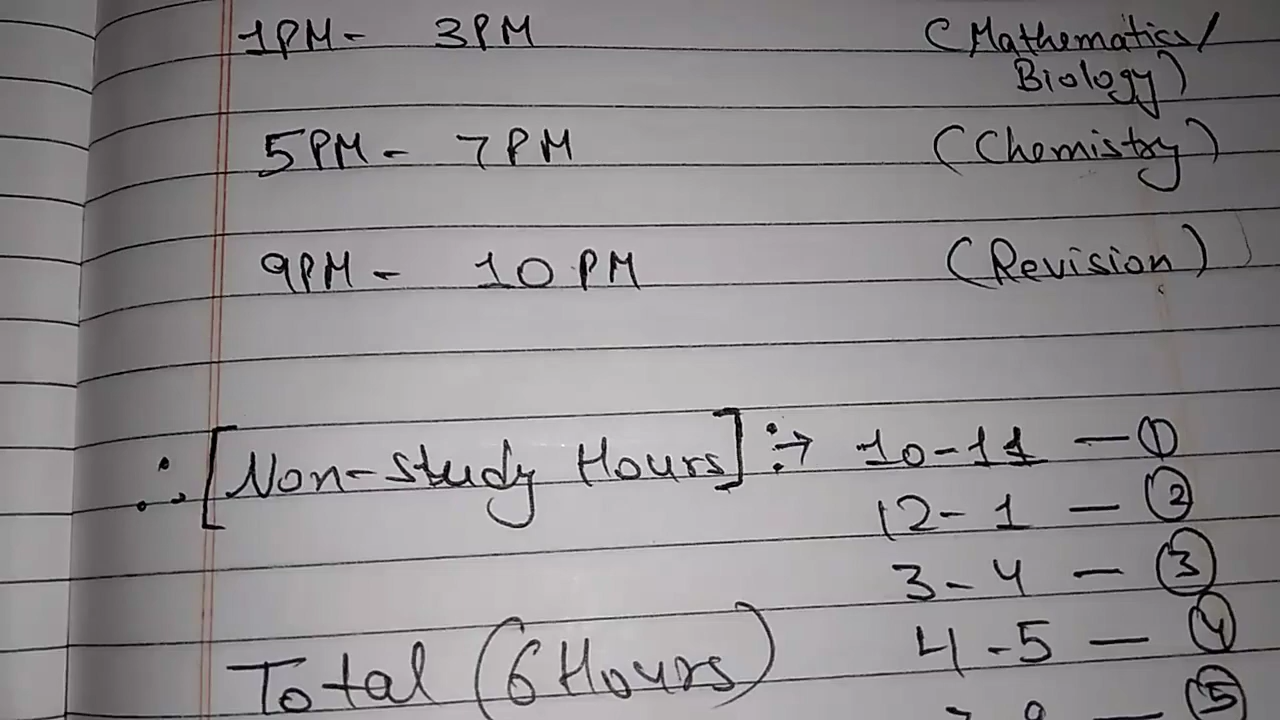 1PM - 3PM (Mathematics/
Biology)
5PM - 7PM (Chemistry)
9PM - 10PM (Revision)
∴ [Non-study Hours] :→ 10-11 — ①
12-1 — ②
3-4 — ③
4-5 — ④
Total (6 Hours)
— ⑤